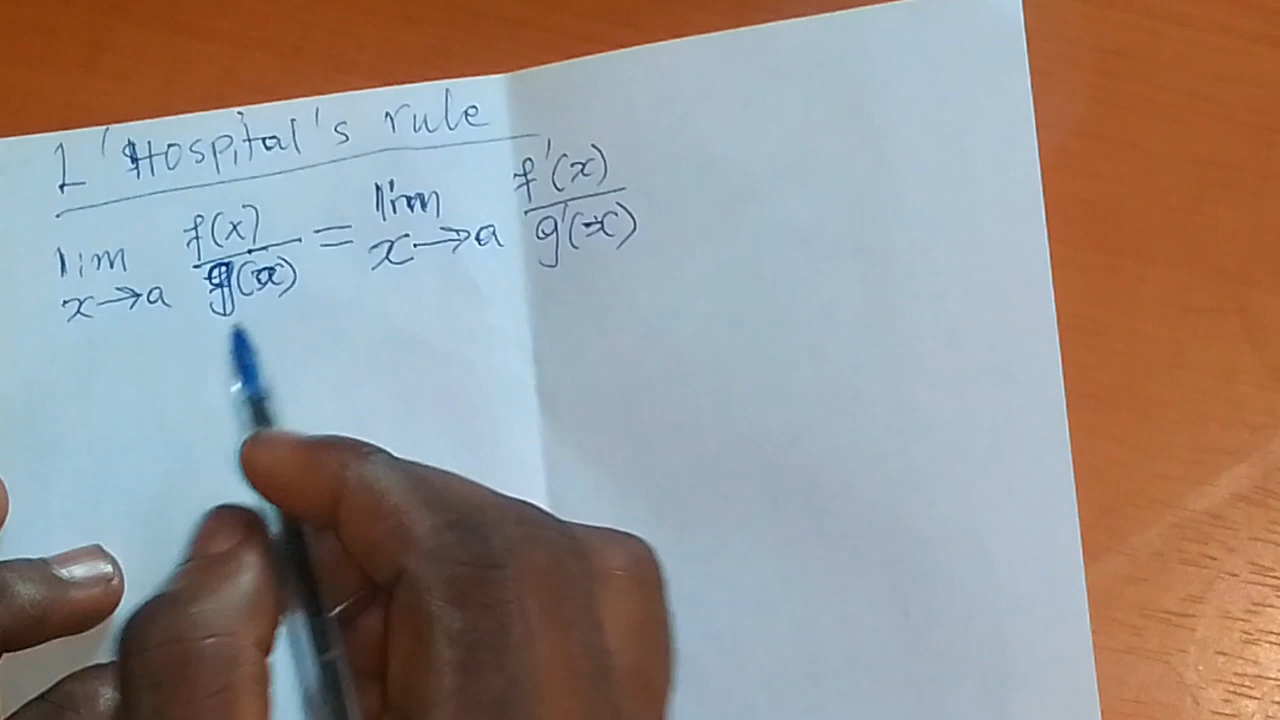 L'Hospital's rule
lim x→a f(x)/g(x) = lim x→a f'(x)/g'(x)